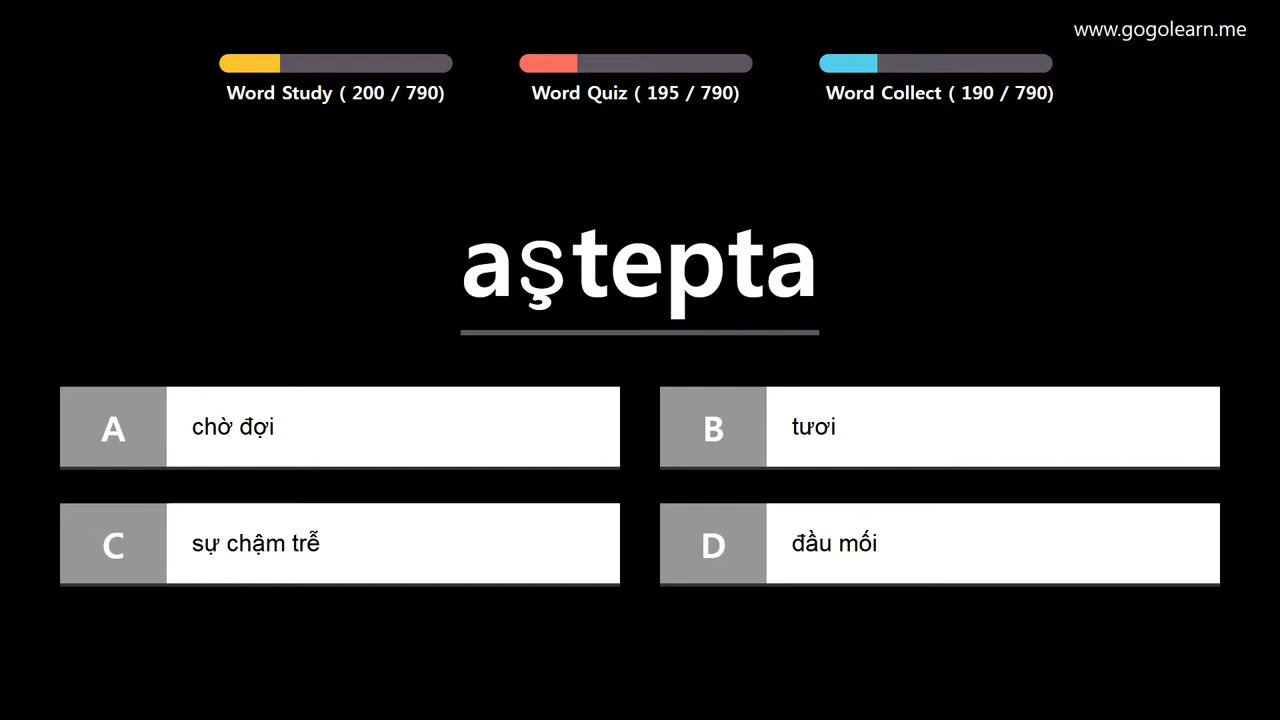 www.gogolearn.me
Word Study ( 200 / 790)
Word Quiz ( 195 / 790)
Word Collect ( 190 / 790)
aştepta
A chờ đợi
B tươi
C sự chậm trễ
D đầu mối